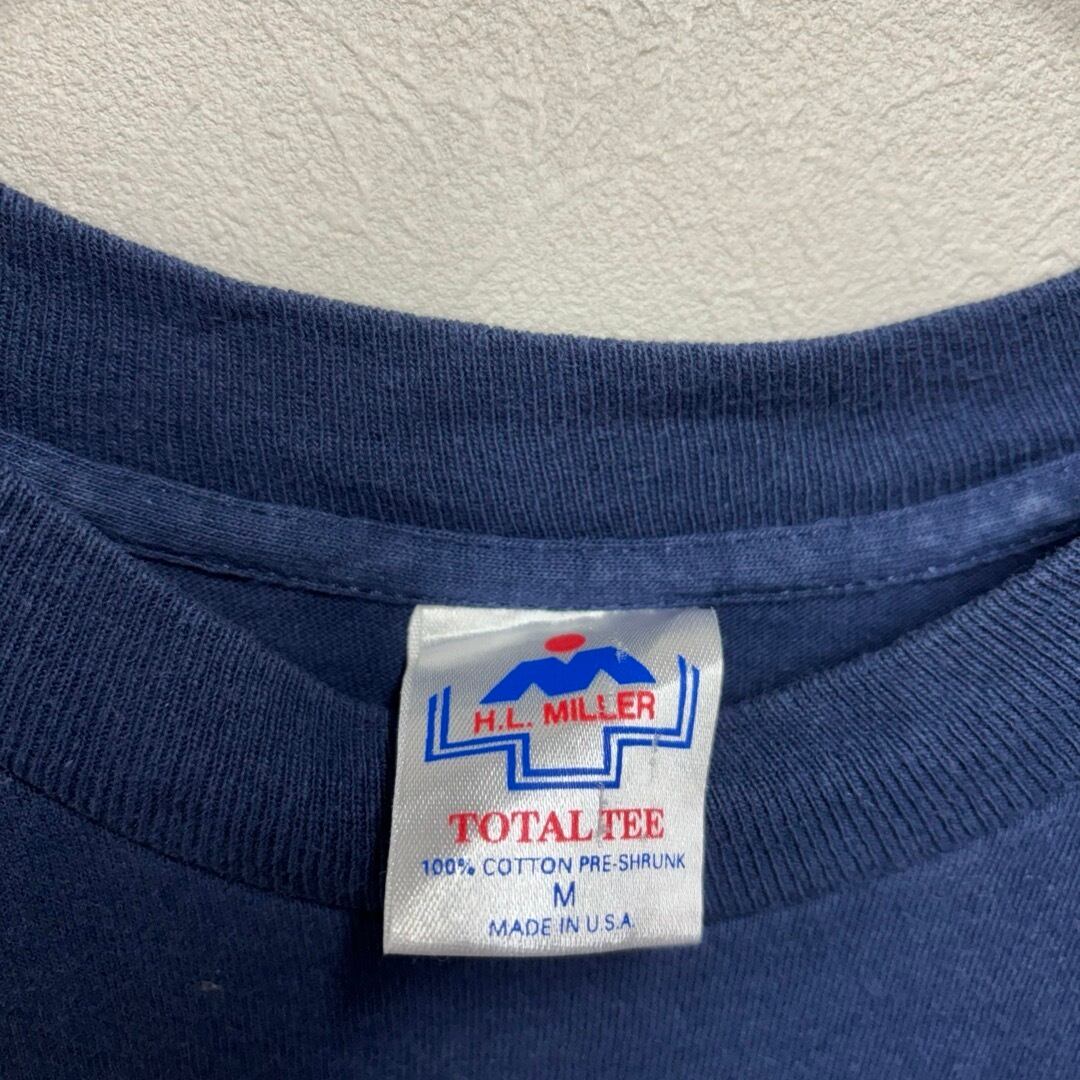 H.L. MILLER
TOTAL TEE
100% COTTON PRE-SHRUNK
M
MADE IN U.S.A.